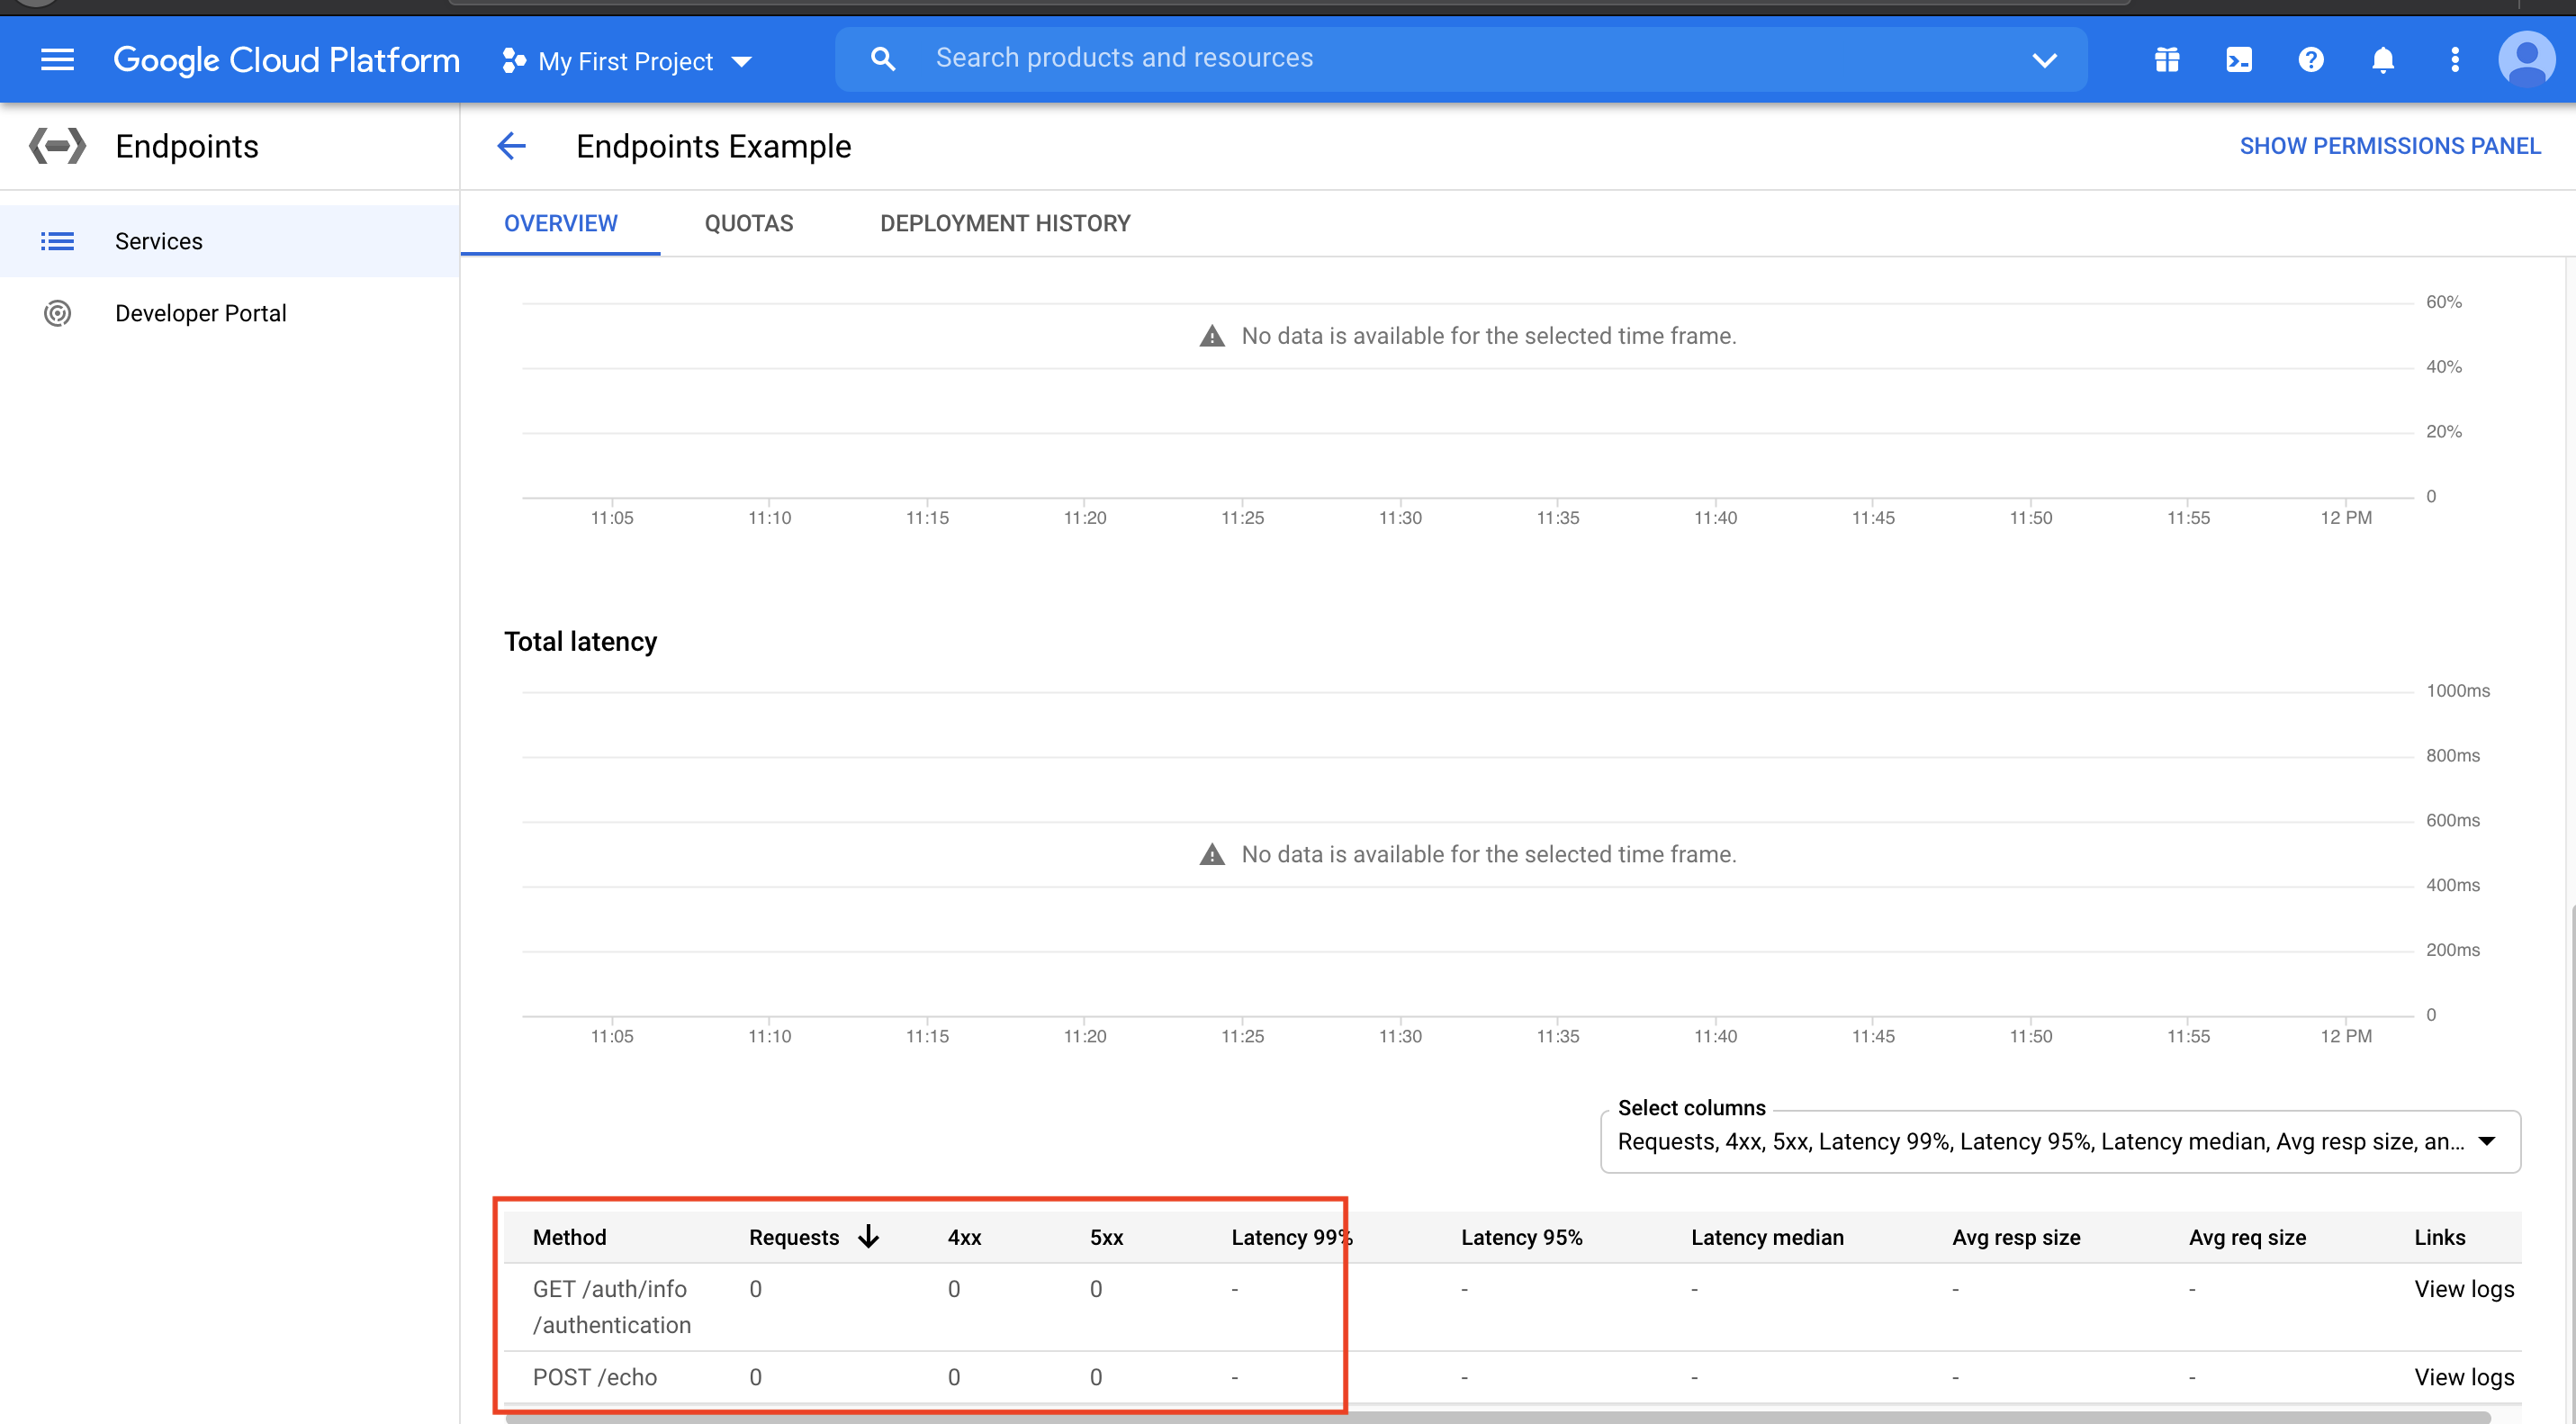 Google Cloud Platform
My First Project
Search products and resources
Endpoints
Endpoints Example
SHOW PERMISSIONS PANEL
Services
Developer Portal
OVERVIEW
QUOTAS
DEPLOYMENT HISTORY
60%
No data is available for the selected time frame.
40%
20%
0
11:05 11:10 11:15 11:20 11:25 11:30 11:35 11:40 11:45 11:50 11:55 12 PM
Total latency
1000ms
800ms
600ms
No data is available for the selected time frame.
400ms
200ms
0
11:05 11:10 11:15 11:20 11:25 11:30 11:35 11:40 11:45 11:50 11:55 12 PM
Select columns
Requests, 4xx, 5xx, Latency 99%, Latency 95%, Latency median, Avg resp size, an...
Method Requests 4xx 5xx Latency 99% Latency 95% Latency median Avg resp size Avg req size Links
GET /auth/info 0 0 0 - - - - - View logs
/authentication
POST /echo 0 0 0 - - - - - View logs